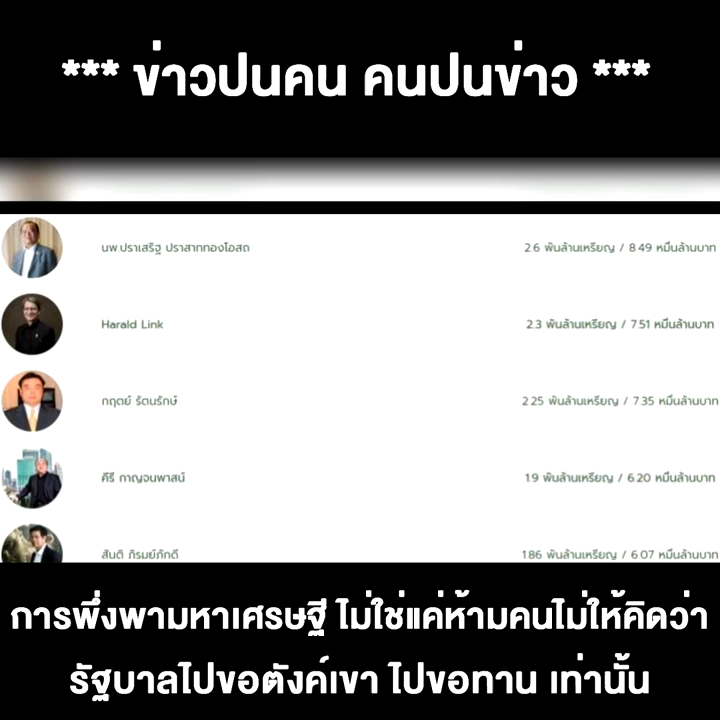 *** ข่าวปนคน คนปนข่าว ***
นพ.ปราเสริฐ ปราสาททองโอสถ 2.6 พันล้านเหรียญ / 8.49 หมื่นล้านบาท
Harald Link 2.3 พันล้านเหรียญ / 7.51 หมื่นล้านบาท
กฤตย์ รัตนรักษ์ 2.25 พันล้านเหรียญ / 7.35 หมื่นล้านบาท
คีรี กาญจนพาสน์ 1.9 พันล้านเหรียญ / 6.20 หมื่นล้านบาท
สันติ ภิรมย์ภักดี 1.86 พันล้านเหรียญ / 6.07 หมื่นล้านบาท
การพึ่งพามหาเศรษฐี ไม่ใช่แค่ห้ามคนไม่ให้คิดว่า
รัฐบาลไปขอตังค์เขา ไปขอทาน เท่านั้น